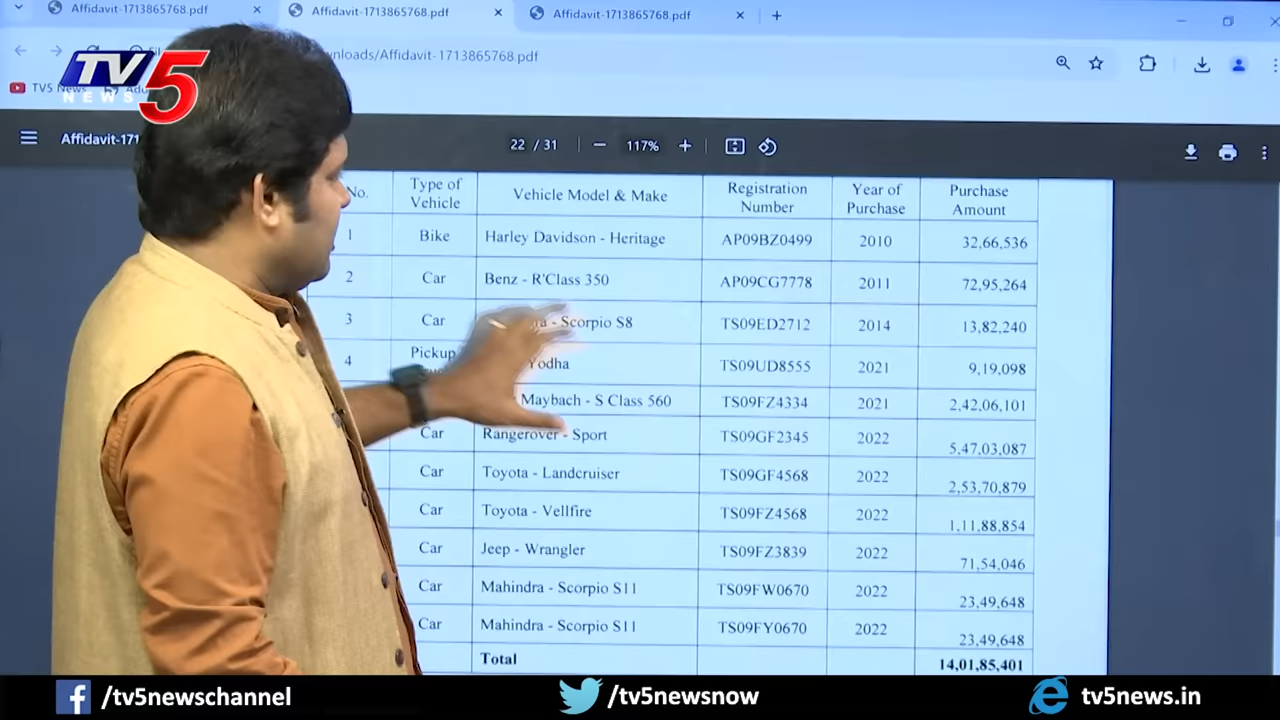 Affidavit-1713865768.pdf
Affidavit-1713865768.pdf
Affidavit-1713865768.pdf
wnloads/Affidavit-1713865768.pdf
TV5 News
TV5
NEWS
Affidavit-171
22 / 31
117%
No. Type of Vehicle Vehicle Model & Make Registration Number Year of Purchase Purchase Amount
1 Bike Harley Davidson - Heritage AP09BZ0499 2010 32,66,536
2 Car Benz - R'Class 350 AP09CG7778 2011 72,95,264
3 Car - Scorpio S8 TS09ED2712 2014 13,82,240
4 Pickup Yodha TS09UD8555 2021 9,19,098
Maybach - S Class 560 TS09FZ4334 2021 2,42,06,101
Car Rangerover - Sport TS09GF2345 2022 5,47,03,087
Car Toyota - Landcruiser TS09GF4568 2022 2,53,70,879
Car Toyota - Vellfire TS09FZ4568 2022 1,11,88,854
Car Jeep - Wrangler TS09FZ3839 2022 71,54,046
Car Mahindra - Scorpio S11 TS09FW0670 2022 23,49,648
Car Mahindra - Scorpio S11 TS09FY0670 2022 23,49,648
Total 14,01,85,401
/tv5newschannel
/tv5newsnow
tv5news.in